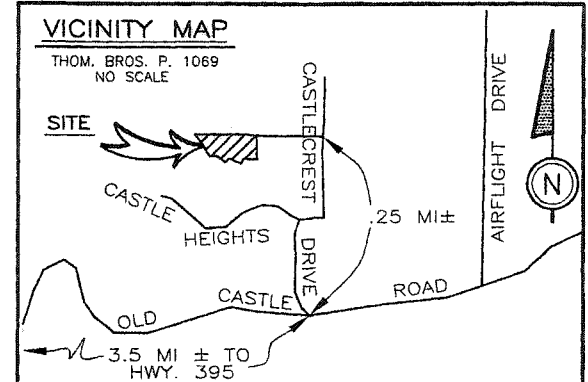 VICINITY MAP
THOM. BROS. P. 1069
NO SCALE
SITE
CASTLECREST
DRIVE
AIRFLIGHT DRIVE
N
CASTLE
HEIGHTS
.25 MI±
OLD CASTLE ROAD
3.5 MI ± TO
HWY. 395